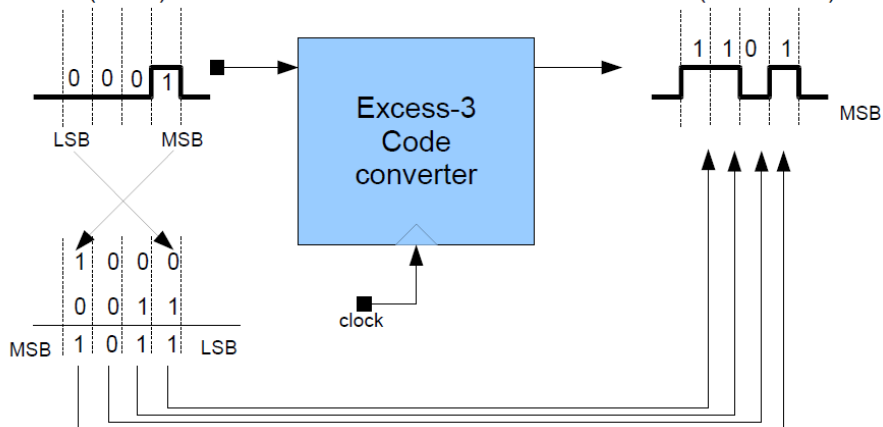 1 1 0 1
0 0 0 1
MSB
LSB MSB
Excess-3
Code
converter
1 0 0 0
0 0 1 1
MSB 1 0 1 1 LSB
clock